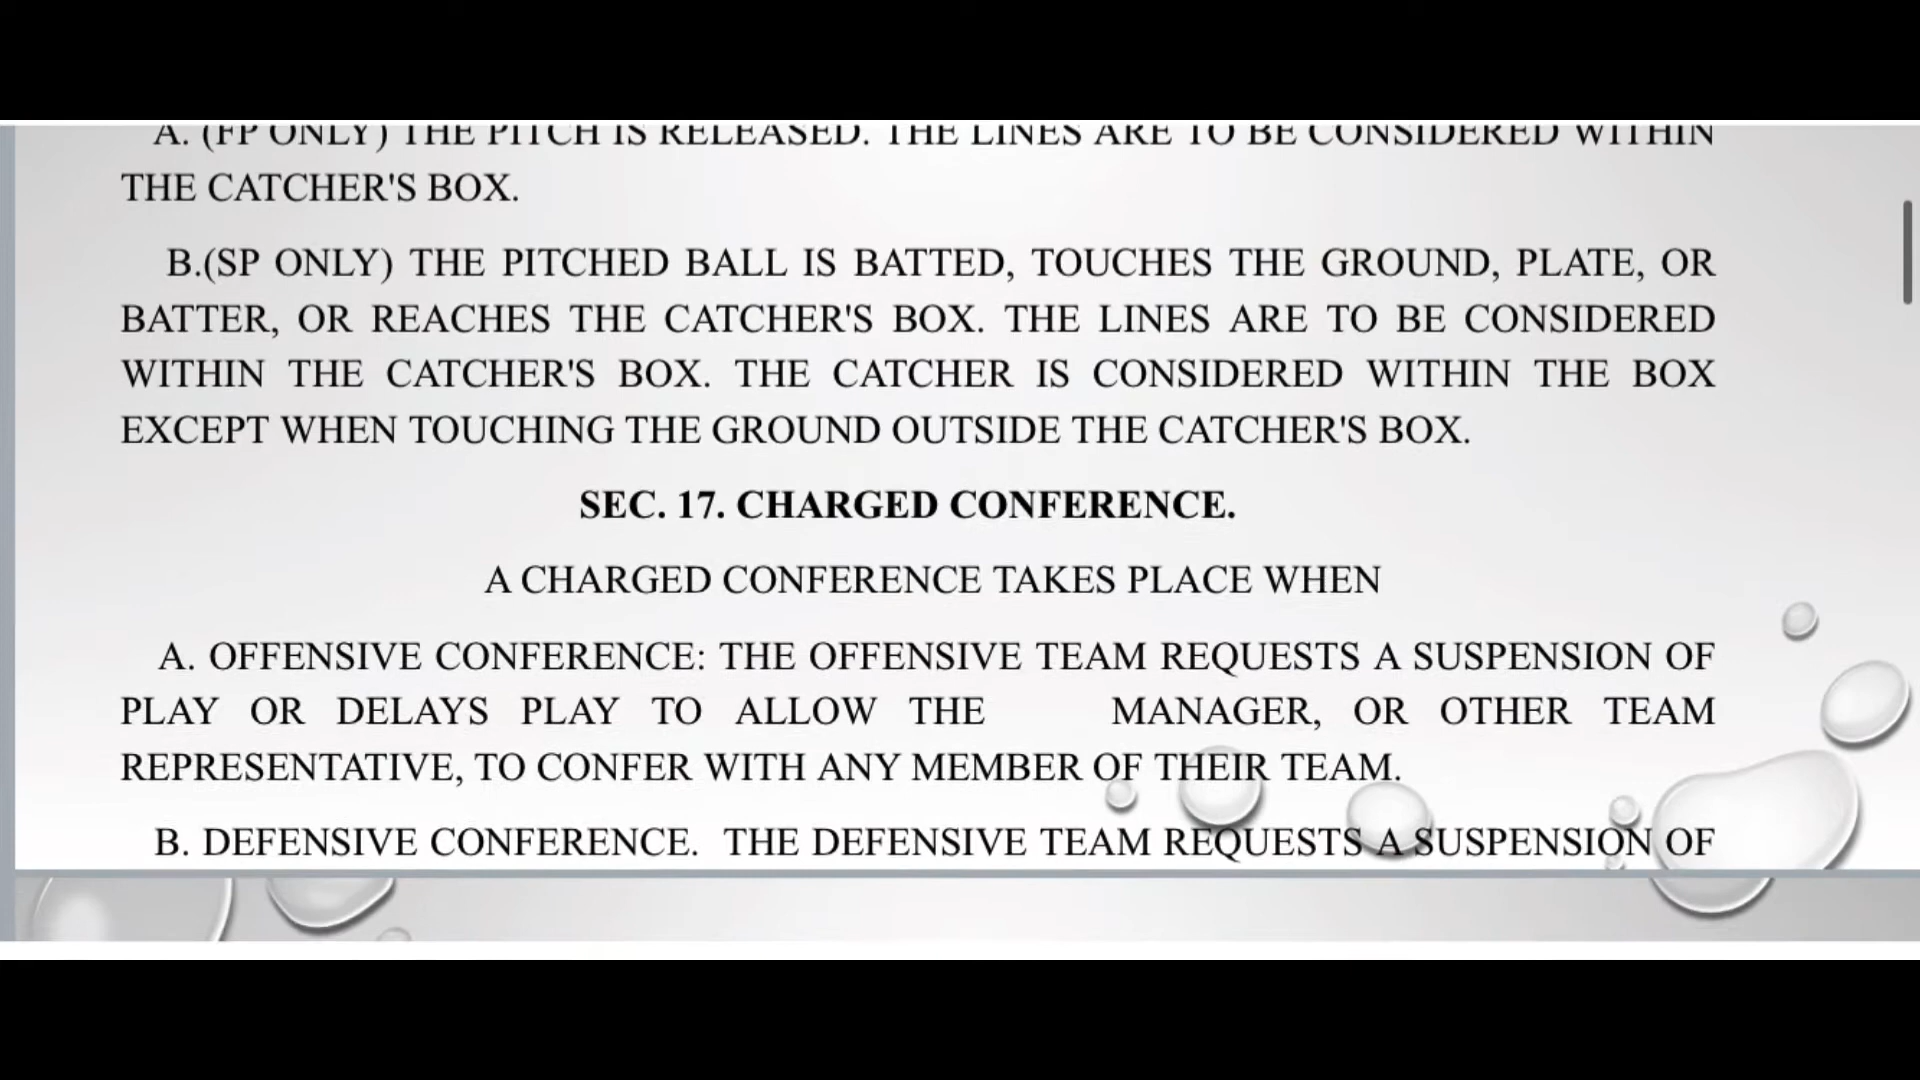 A. (FP ONLY) THE PITCH IS RELEASED. THE LINES ARE TO BE CONSIDERED WITHIN
THE CATCHER'S BOX.
B.(SP ONLY) THE PITCHED BALL IS BATTED, TOUCHES THE GROUND, PLATE, OR
BATTER, OR REACHES THE CATCHER'S BOX. THE LINES ARE TO BE CONSIDERED
WITHIN THE CATCHER'S BOX. THE CATCHER IS CONSIDERED WITHIN THE BOX
EXCEPT WHEN TOUCHING THE GROUND OUTSIDE THE CATCHER'S BOX.
SEC. 17. CHARGED CONFERENCE.
A CHARGED CONFERENCE TAKES PLACE WHEN
A. OFFENSIVE CONFERENCE: THE OFFENSIVE TEAM REQUESTS A SUSPENSION OF
PLAY OR DELAYS PLAY TO ALLOW THE MANAGER, OR OTHER TEAM
REPRESENTATIVE, TO CONFER WITH ANY MEMBER OF THEIR TEAM.
B. DEFENSIVE CONFERENCE. THE DEFENSIVE TEAM REQUESTS A SUSPENSION OF